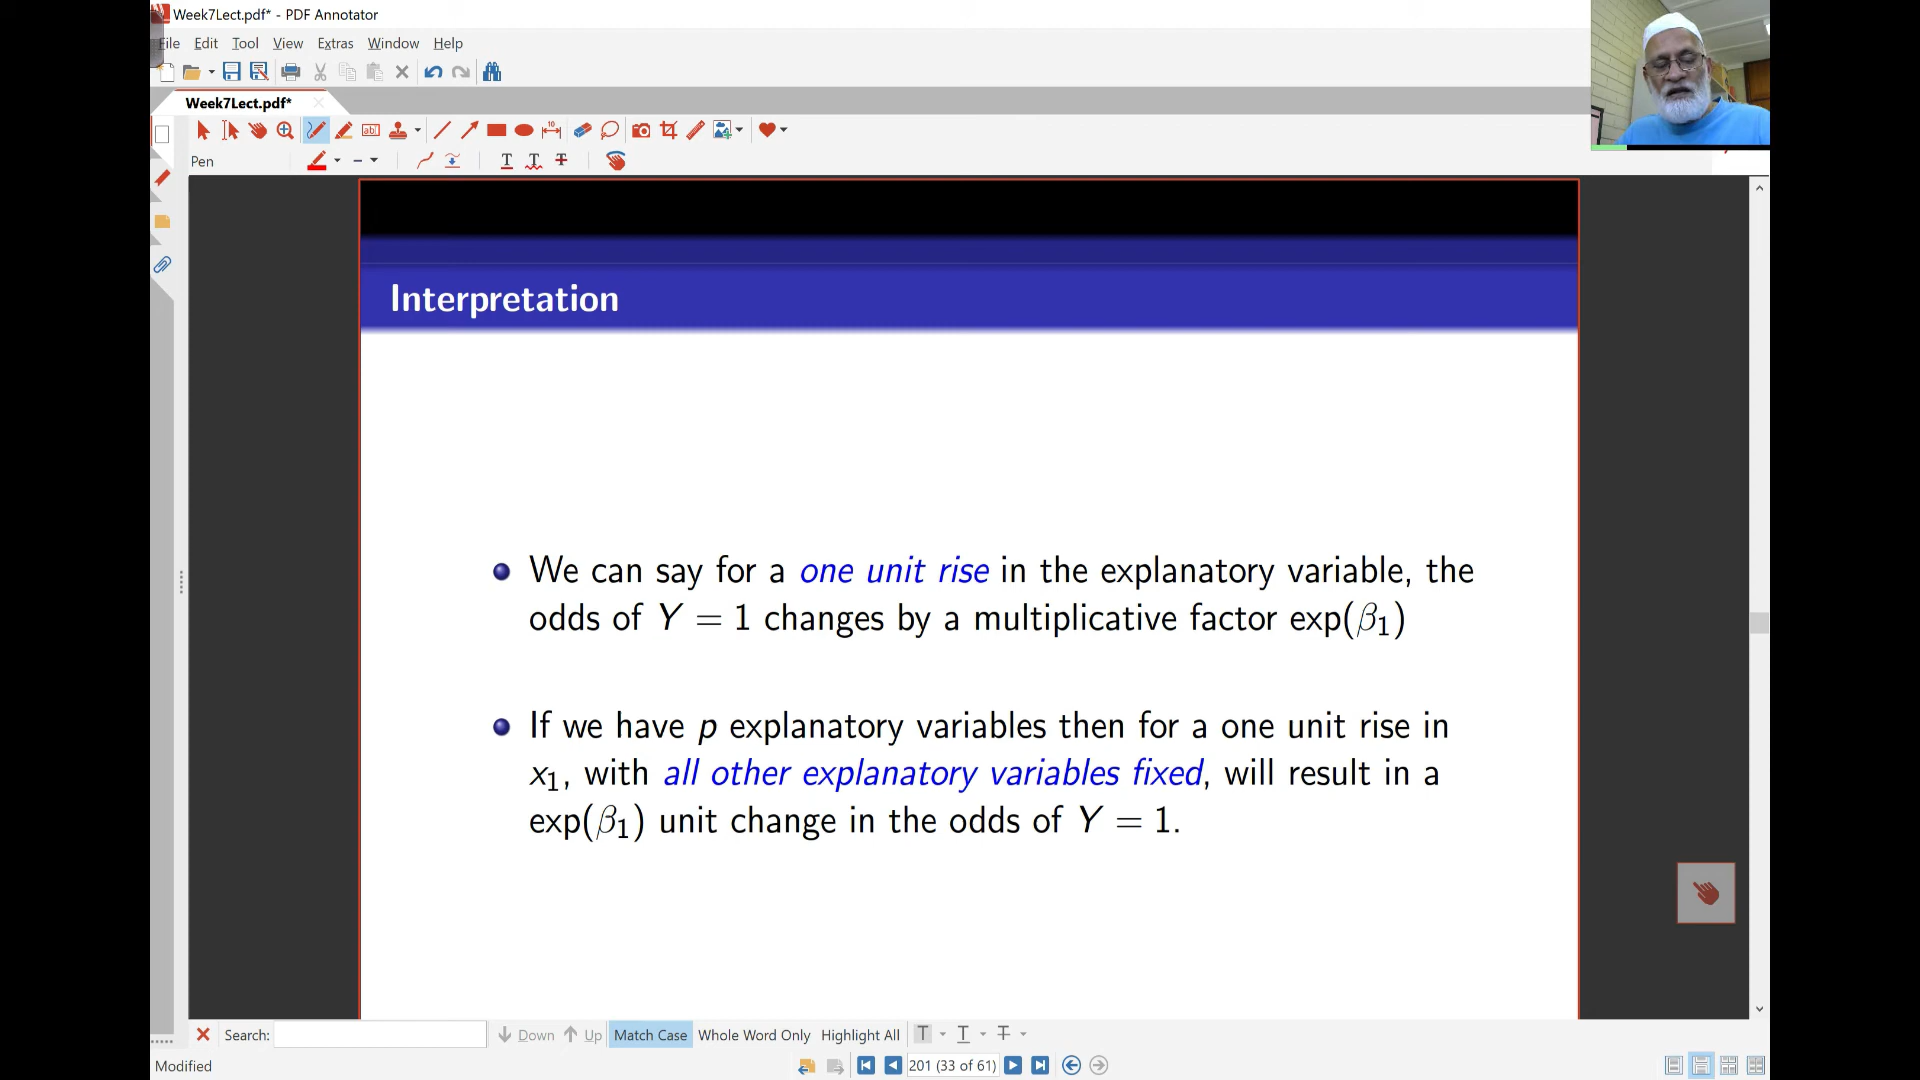 Week7Lect.pdf* - PDF Annotator
File Edit Tool View Extras Window Help
Week7Lect.pdf*
Pen
Interpretation
We can say for a one unit rise in the explanatory variable, the
odds of Y = 1 changes by a multiplicative factor exp(β₁)
If we have p explanatory variables then for a one unit rise in
x₁, with all other explanatory variables fixed, will result in a
exp(β₁) unit change in the odds of Y = 1.
Search: Down Up Match Case Whole Word Only Highlight All
Modified
201 (33 of 61)